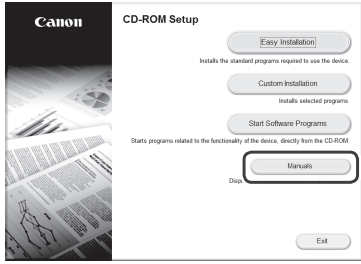 Canon
CD-ROM Setup
Easy Installation
Installs the standard programs required to use the device.
Custom Installation
Installs selected programs.
Start Software Programs
Starts programs related to the functionality of the device, directly from the CD-ROM.
Manuals
Exit